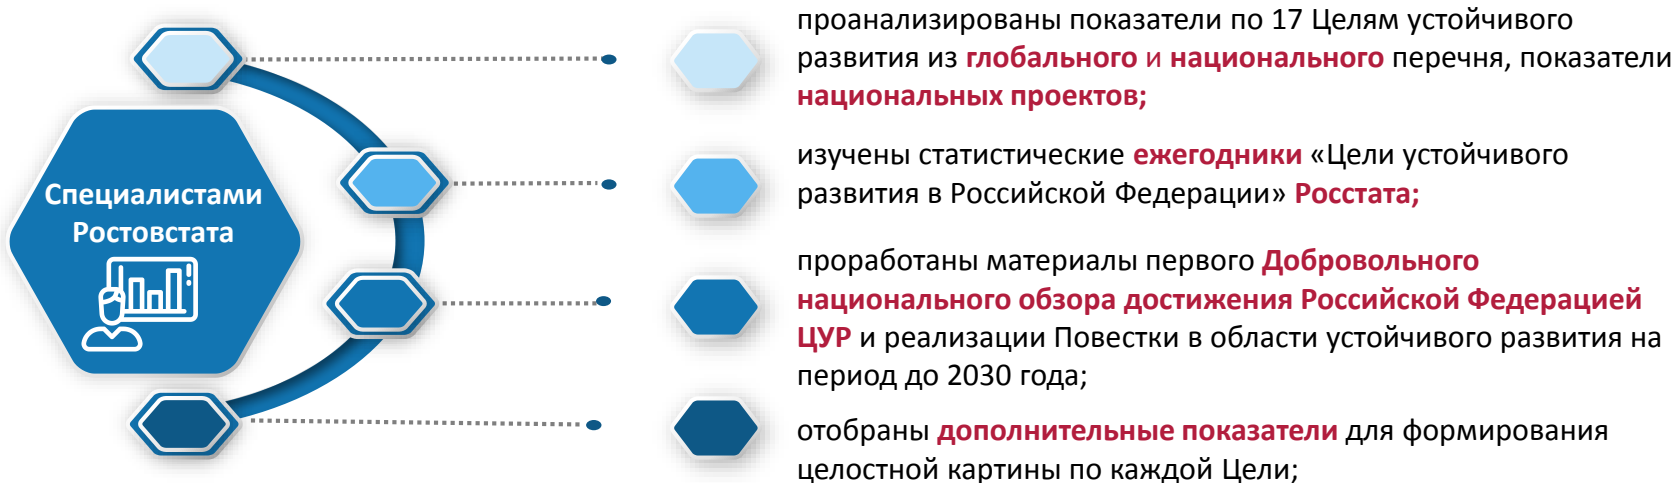 Специалистами
Ростовстата
проанализированы показатели по 17 Целям устойчивого
развития из глобального и национального перечня, показатели
национальных проектов;
изучены статистические ежегодники «Цели устойчивого
развития в Российской Федерации» Росстата;
проработаны материалы первого Добровольного
национального обзора достижения Российской Федерацией
ЦУР и реализации Повестки в области устойчивого развития на
период до 2030 года;
отобраны дополнительные показатели для формирования
целостной картины по каждой Цели;